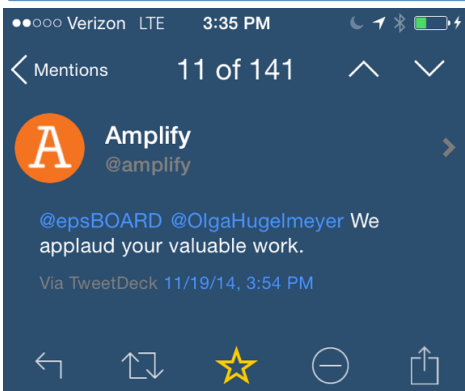 Verizon LTE 3:35 PM
Mentions 11 of 141
A Amplify
@amplify
@epsBOARD @OlgaHugelmeyer We
applaud your valuable work.
Via TweetDeck 11/19/14, 3:54 PM